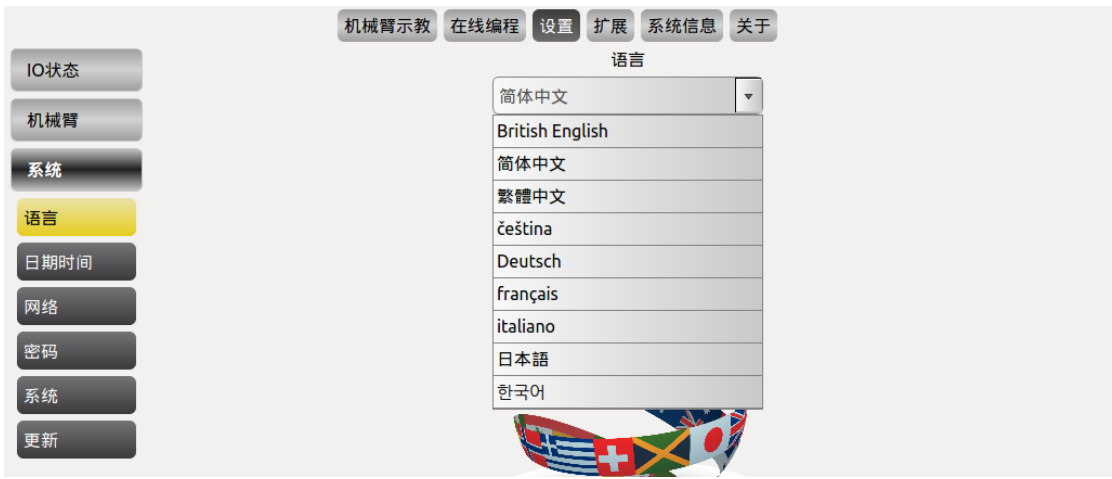 机械臂示教 在线编程 设置 扩展 系统信息 关于
IO状态
机械臂
系统
语言
日期时间
网络
密码
系统
更新
语言
简体中文
British English
简体中文
繁體中文
čeština
Deutsch
français
italiano
日本語
한국어